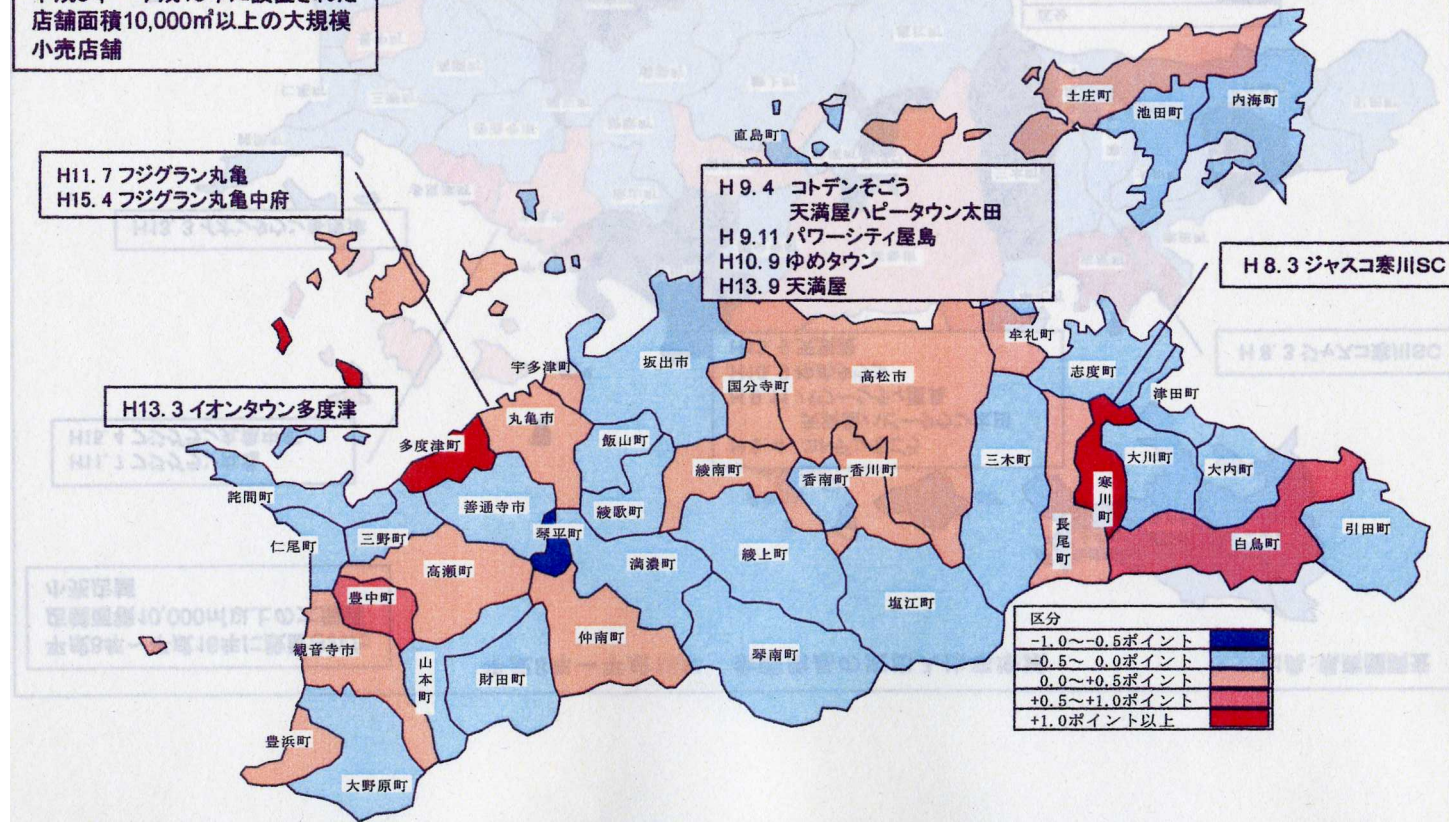 店舗面積10,000㎡以上の大規模
小売店舗
H11. 7 フジグラン丸亀
H15. 4 フジグラン丸亀中府
H13. 3 イオンタウン多度津
H 9. 4 コトデンそごう
天満屋ハピータウン太田
H 9.11 パワーシティ屋島
H10. 9 ゆめタウン
H13. 9 天満屋
H 8. 3 ジャスコ寒川SC
土庄町
池田町
内海町
直島町
牟礼町
志度町
津田町
坂出市
宇多津町
国分寺町
高松市
丸亀市
飯山町
多度津町
綾南町
香南町
香川町
三木町
寒川町
大川町
大内町
詫間町
善通寺市
綾歌町
琴平町
仁尾町
三野町
高瀬町
満濃町
綾上町
長尾町
白鳥町
引田町
豊中町
塩江町
観音寺市
山本町
財田町
仲南町
琴南町
豊浜町
大野原町
区分
-1.0～-0.5ポイント
-0.5～ 0.0ポイント
0.0～+0.5ポイント
+0.5～+1.0ポイント
+1.0ポイント以上